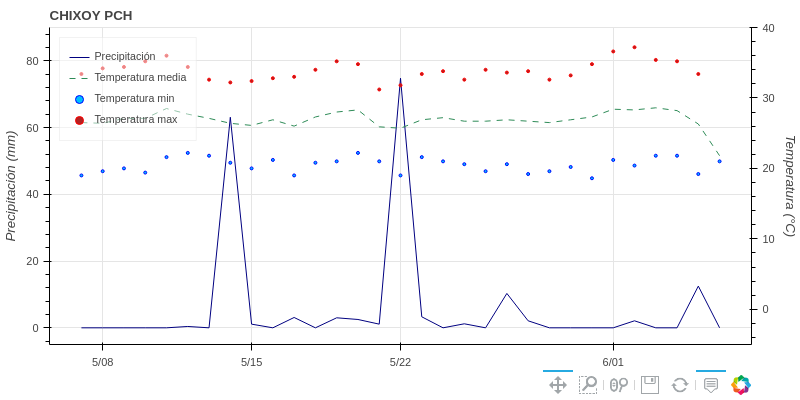 CHIXOY PCH
Precipitación
Temperatura media
Temperatura min
Temperatura max
Precipitación (mm)
80
60
40
20
0
40
30
20
10
0
Temperatura (°C)
5/08
5/15
5/22
6/01